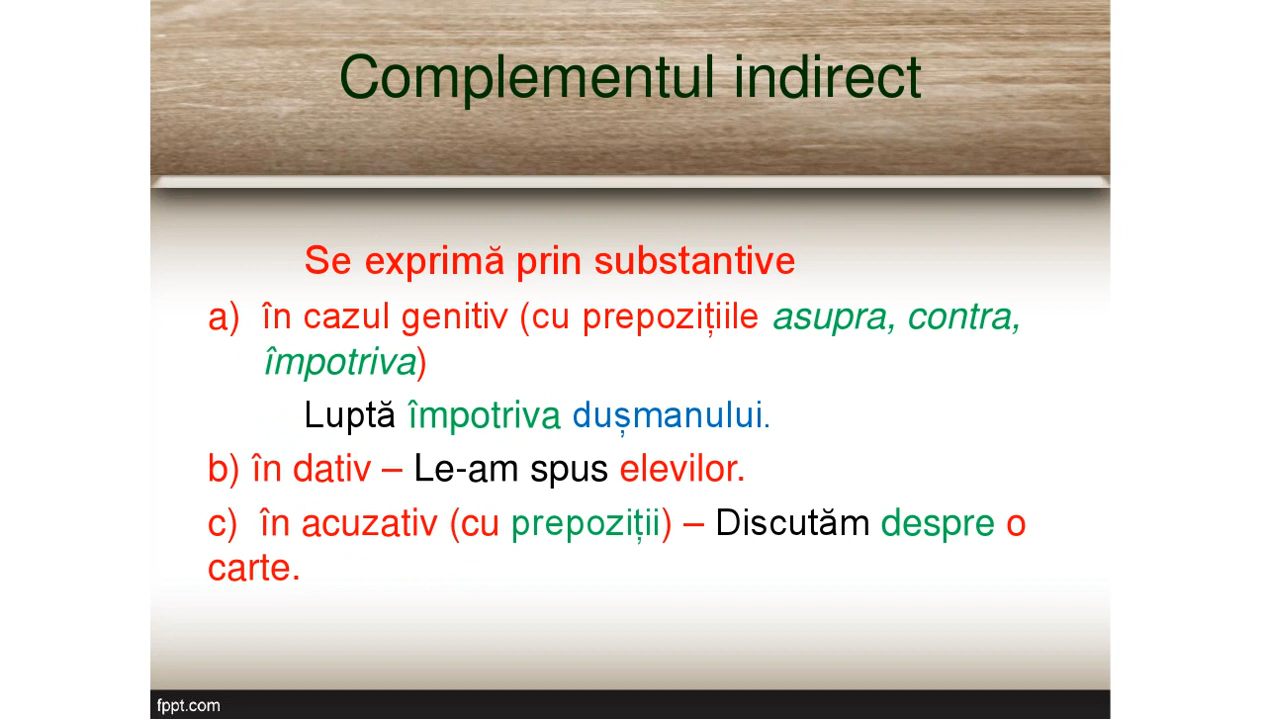 Complementul indirect
Se exprimă prin substantive
a) în cazul genitiv (cu prepozițiile asupra, contra,
împotriva)
Luptă împotriva dușmanului.
b) în dativ – Le-am spus elevilor.
c) în acuzativ (cu prepoziții) – Discutăm despre o
carte.
fppt.com